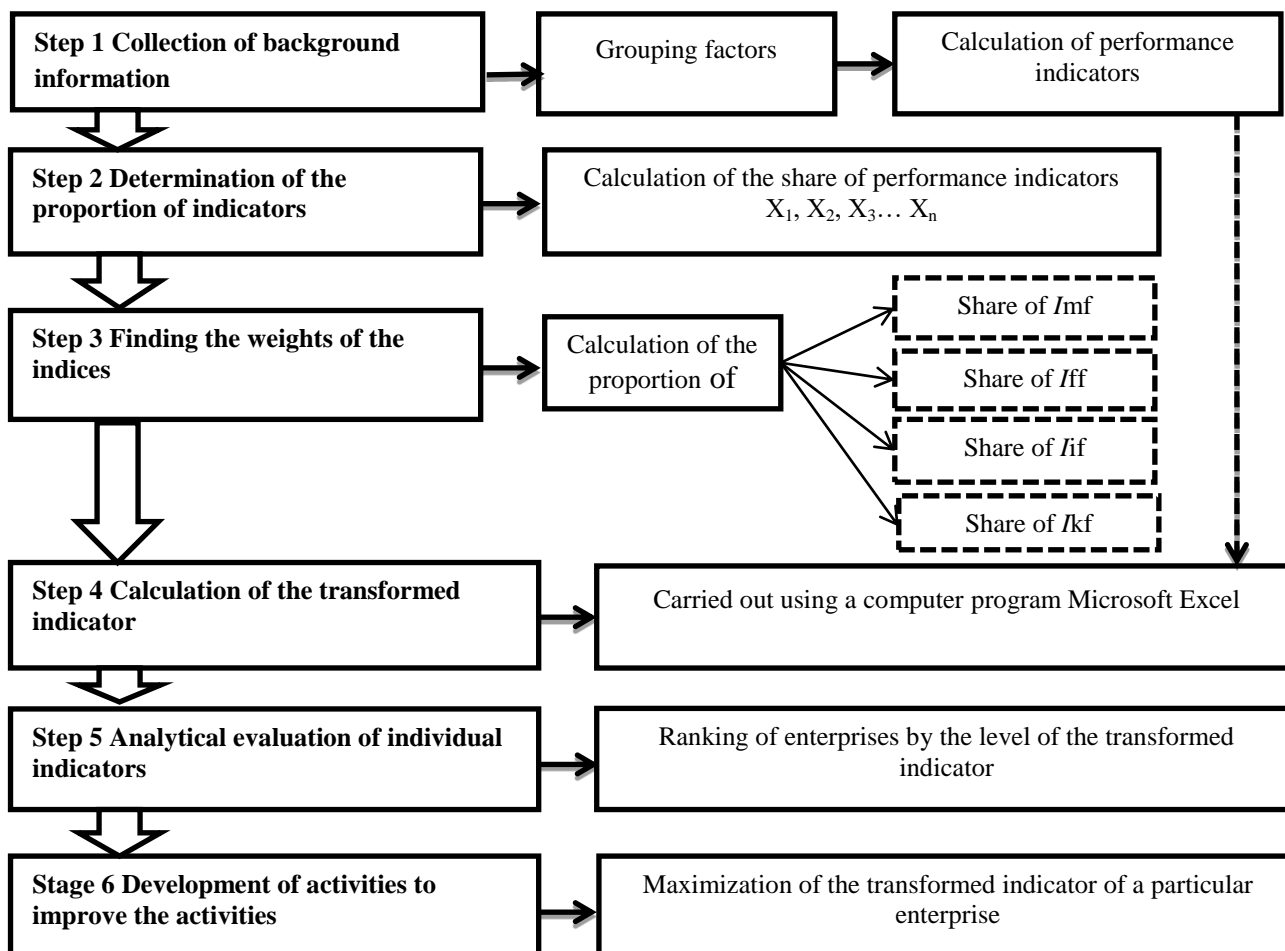 Step 1 Collection of background
information
Grouping factors
Calculation of performance
indicators
Step 2 Determination of the
proportion of indicators
Calculation of the share of performance indicators
X₁, X₂, X₃… Xₙ
Step 3 Finding the weights of the
indices
Calculation of the
proportion of
Share of Imf
Share of Iff
Share of Iif
Share of Ikf
Step 4 Calculation of the transformed
indicator
Carried out using a computer program Microsoft Excel
Step 5 Analytical evaluation of individual
indicators
Ranking of enterprises by the level of the transformed
indicator
Stage 6 Development of activities to
improve the activities
Maximization of the transformed indicator of a particular
enterprise